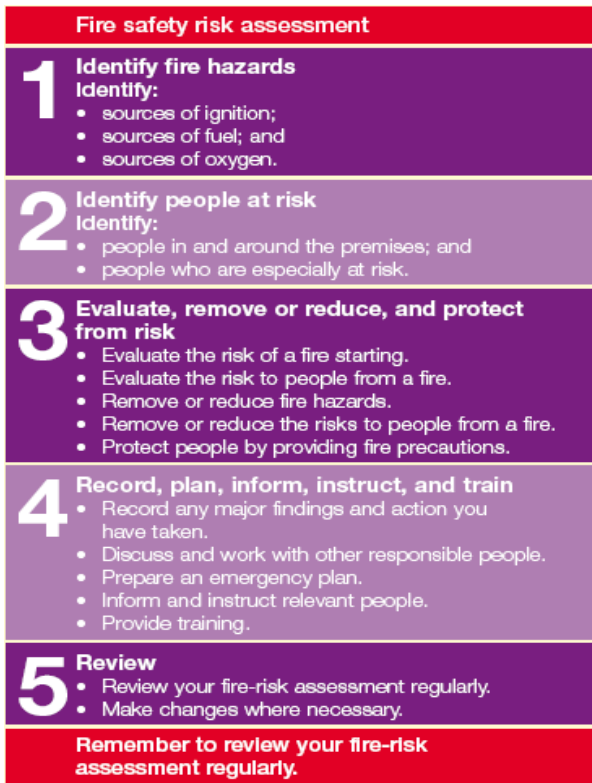 Fire safety risk assessment
1
Identify fire hazards
Identify:
• sources of ignition;
• sources of fuel; and
• sources of oxygen.
2
Identify people at risk
Identify:
• people in and around the premises; and
• people who are especially at risk.
3
Evaluate, remove or reduce, and protect
from risk
• Evaluate the risk of a fire starting.
• Evaluate the risk to people from a fire.
• Remove or reduce fire hazards.
• Remove or reduce the risks to people from a fire.
• Protect people by providing fire precautions.
4
Record, plan, inform, instruct, and train
• Record any major findings and action you
have taken.
• Discuss and work with other responsible people.
• Prepare an emergency plan.
• Inform and instruct relevant people.
• Provide training.
5
Review
• Review your fire-risk assessment regularly.
• Make changes where necessary.
Remember to review your fire-risk
assessment regularly.